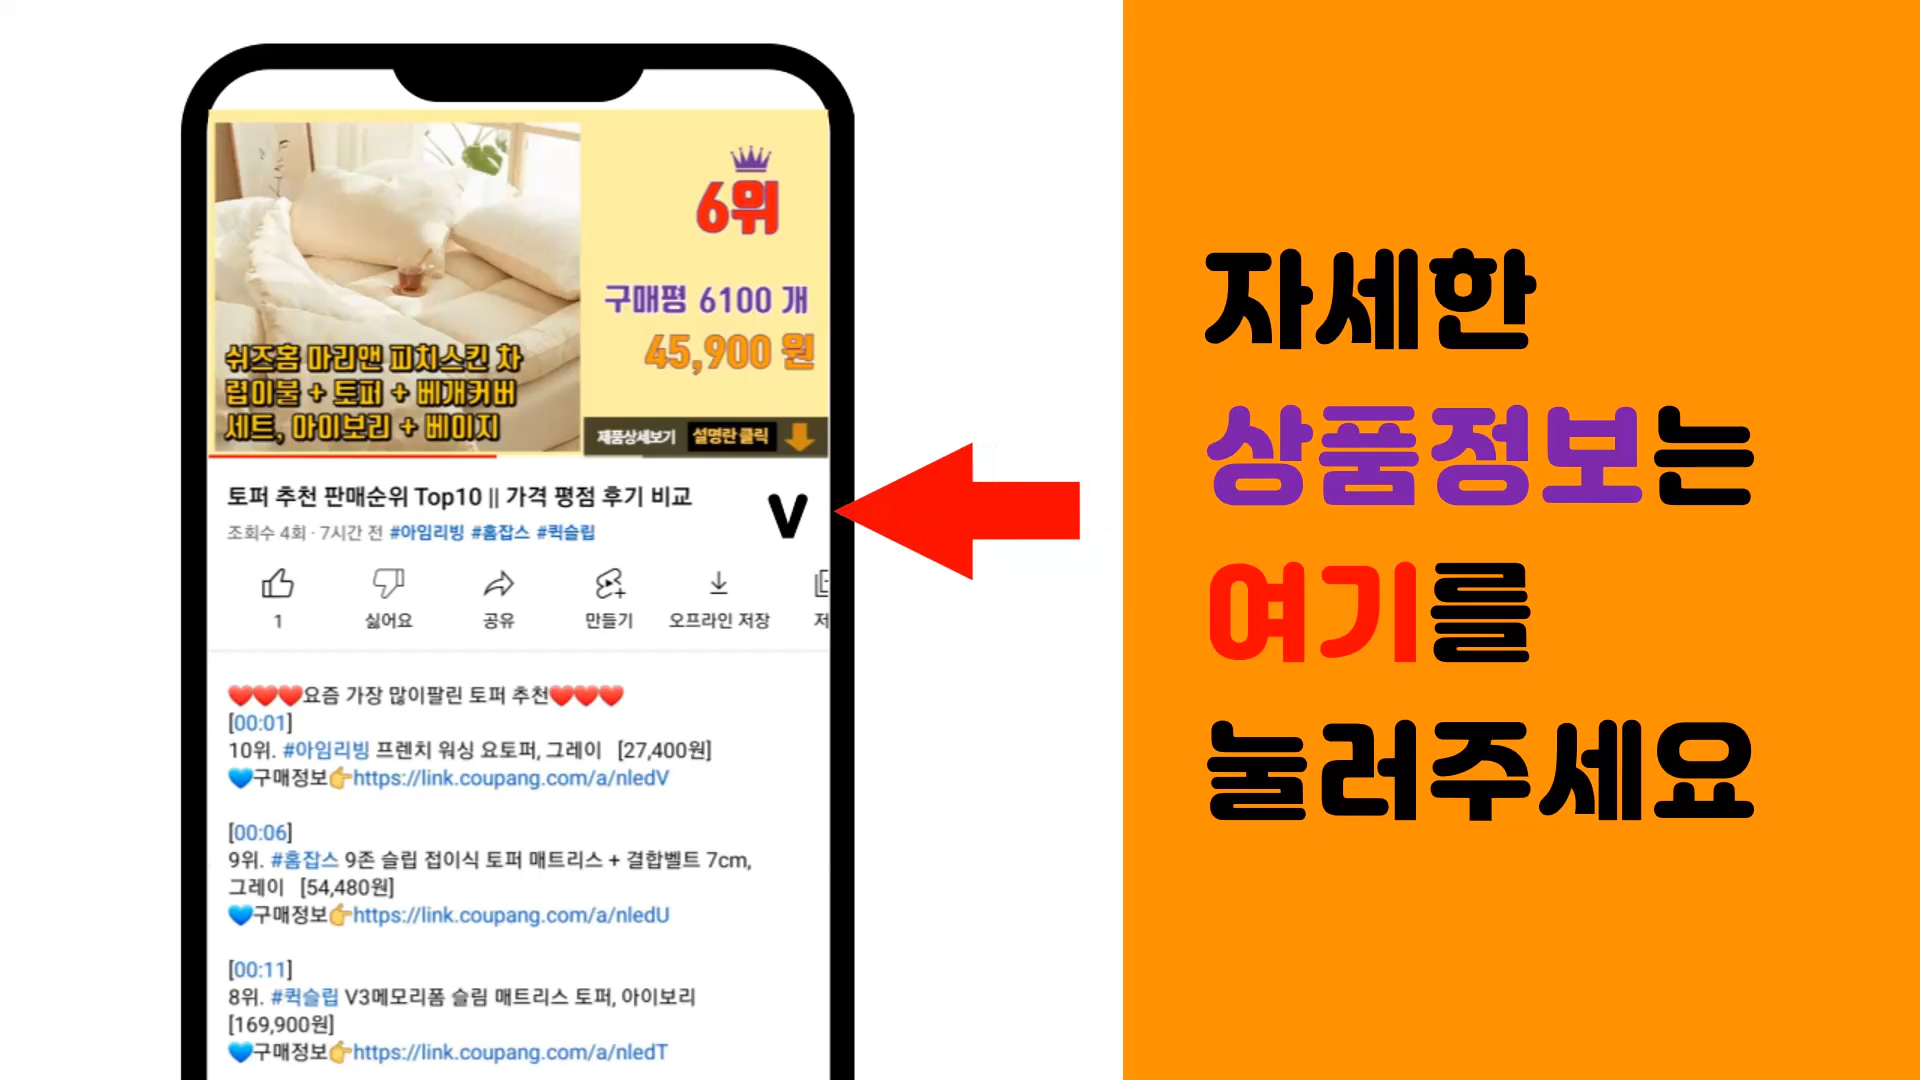 6위
구매평 6100 개
45,900 원
쉬즈홈 마리앤 피치스킨 차
렵이불 + 토퍼 + 베개커버
세트, 아이보리 + 베이지
제품상세보기 설명란 클릭
토퍼 추천 판매순위 Top10 || 가격 평점 후기 비교
V
조회수 4회 · 7시간 전 #아임리빙 #홈잡스 #퀵슬립
1 싫어요 공유 만들기 오프라인 저장 저
❤️❤️❤️요즘 가장 많이팔린 토퍼 추천❤️❤️❤️
[00:01]
10위. #아임리빙 프렌치 워싱 요토퍼, 그레이 [27,400원]
💙구매정보👉https://link.coupang.com/a/nledV
[00:06]
9위. #홈잡스 9존 슬립 접이식 토퍼 매트리스 + 결합벨트 7cm,
그레이 [54,480원]
💙구매정보👉https://link.coupang.com/a/nledU
[00:11]
8위. #퀵슬립 V3메모리폼 슬림 매트리스 토퍼, 아이보리
[169,900원]
💙구매정보👉https://link.coupang.com/a/nledT
자세한
상품정보는
여기를
눌러주세요